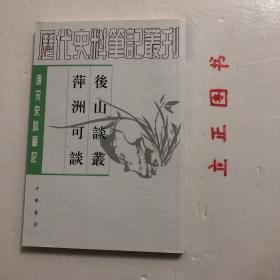 歷代史料筆記叢刊
唐宋史料筆記
後山談叢
萍洲可談
中華書局
立正图书